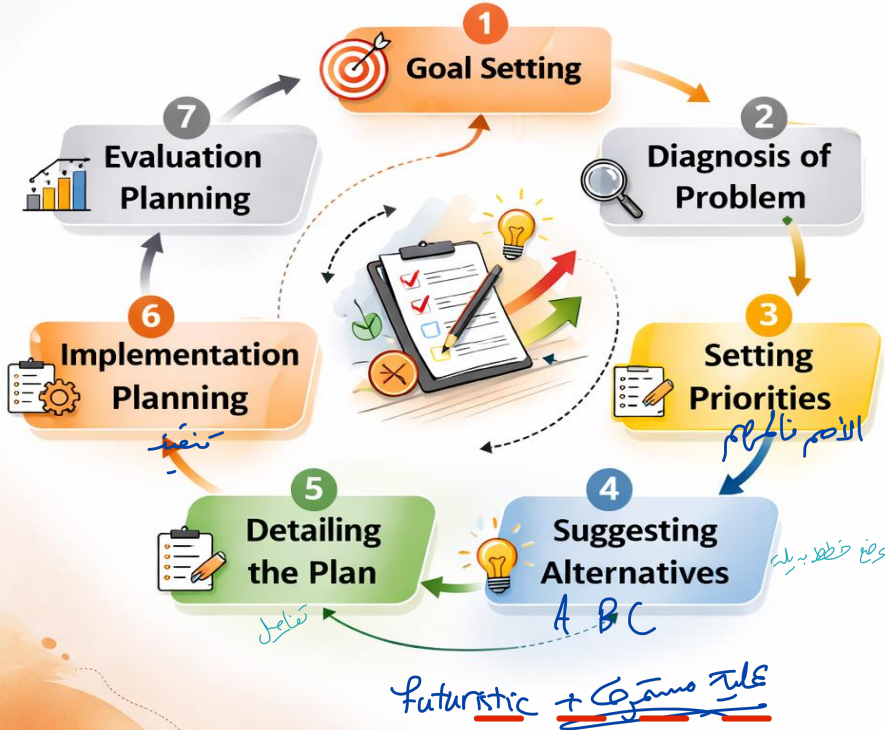 1
Goal Setting
2
Diagnosis of
Problem
3
Setting
Priorities
الأهم فالمهم
4
Suggesting
Alternatives
A B C
وضع خطط بديلة
5
Detailing
the Plan
تفاصيل
6
Implementation
Planning
تنفيذ
7
Evaluation
Planning
futuristic + عملية مستمرة